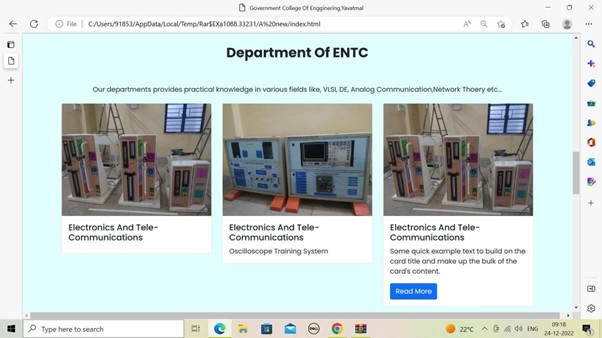 Government College Of Enggineering,Yavatmal
File
C:/Users/91853/AppData/Local/Temp/Rar$EXa1088.33231/A%20new/index.html
Department Of ENTC
Our departments provides practical knowledge in various fields like, VLSI, DE, Analog Communication,Network Thoery etc...
Electronics And Tele-
Communications
Electronics And Tele-
Communications
Oscilloscope Training System
Electronics And Tele-
Communications
Some quick example text to build on the
card title and make up the bulk of the
card's content.
Read More
Type here to search
DELL
22°C
ENG
09:18
24-12-2022